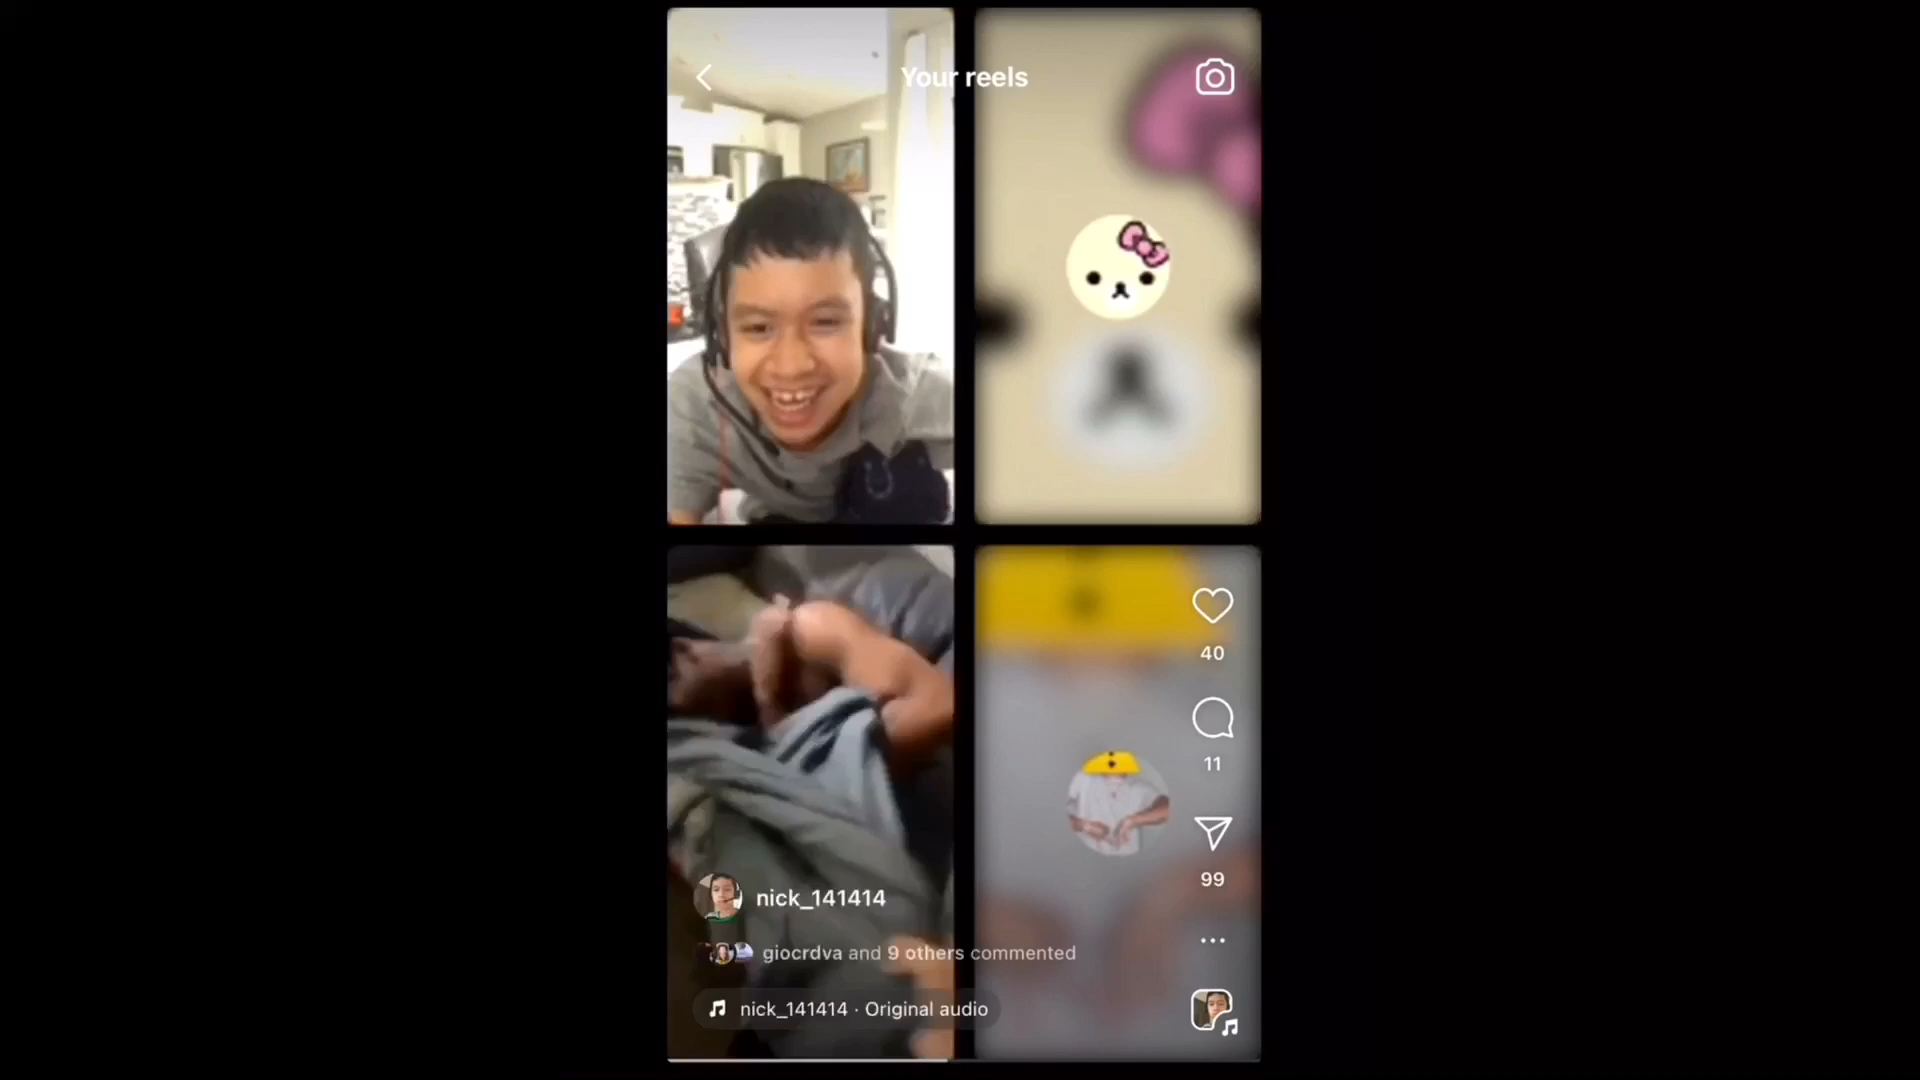 Your reels
40
11
99
nick_141414
giocrdva and 9 others commented
nick_141414 · Original audio